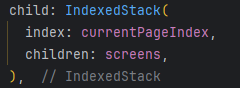 child: IndexedStack(
  index: currentPageIndex,
  children: screens,
),  // IndexedStack